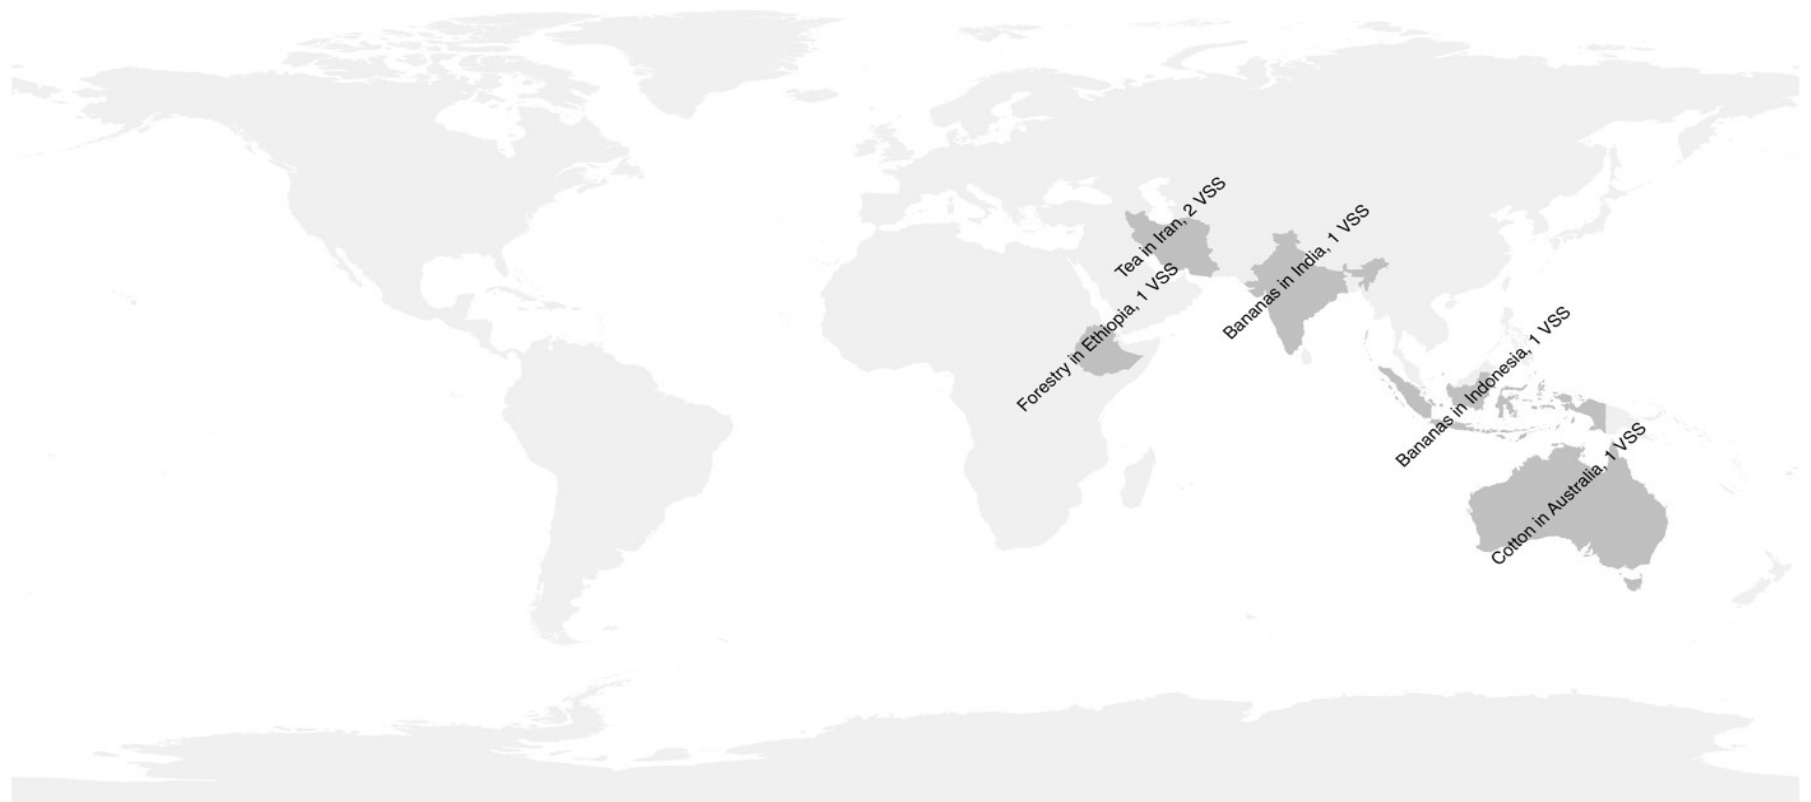 Tea in Iran, 2 VSS
Bananas in India, 1 VSS
Forestry in Ethiopia, 1 VSS
Bananas in Indonesia, 1 VSS
Cotton in Australia, 1 VSS